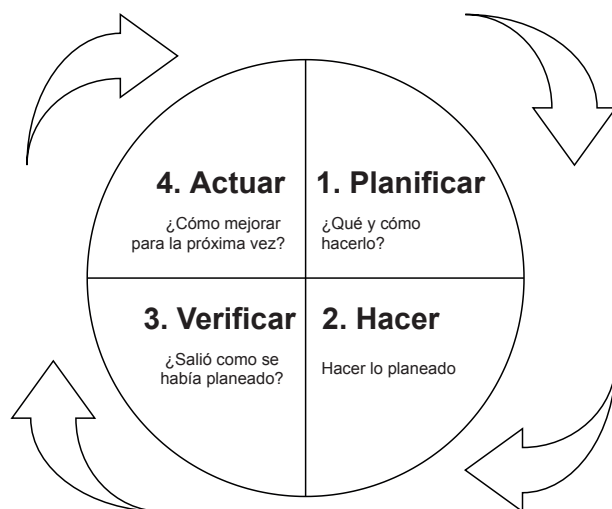 4. Actuar
¿Cómo mejorar
para la próxima vez?
1. Planificar
¿Qué y cómo
hacerlo?
3. Verificar
¿Salió como se
había planeado?
2. Hacer
Hacer lo planeado